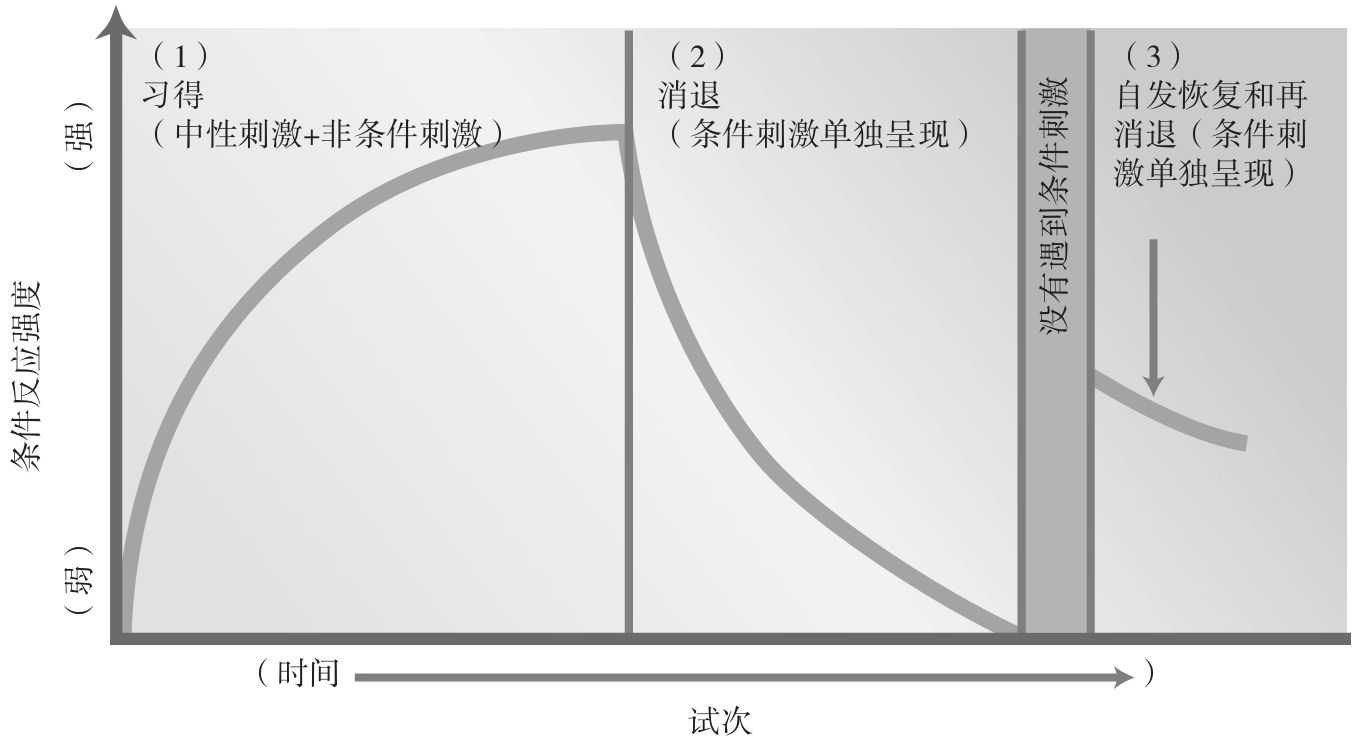 （1）
习得
（中性刺激+非条件刺激）
（2）
消退
（条件刺激单独呈现）
没有遇到条件刺激
（3）
自发恢复和再
消退（条件刺
激单独呈现）
（强）
条件反应强度
（弱）
（时间 ）
试次